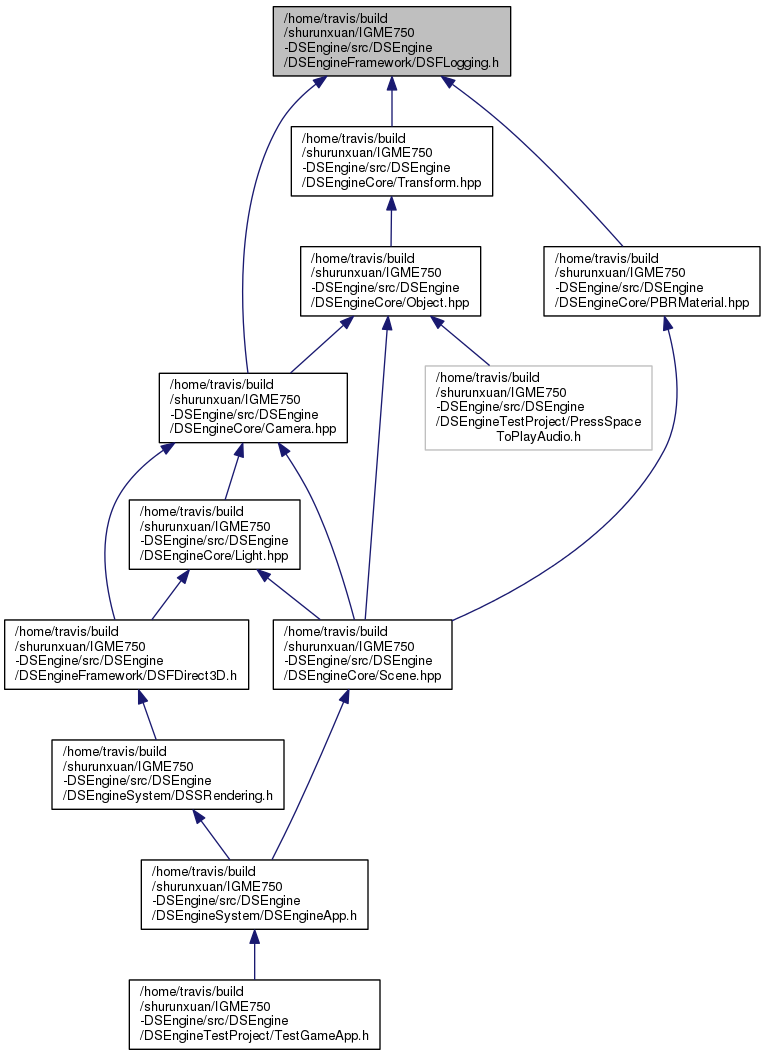 /home/travis/build
/shurunxuan/IGME750
-DSEngine/src/DSEngine
/DSEngineFramework/DSFLogging.h
/home/travis/build
/shurunxuan/IGME750
-DSEngine/src/DSEngine
/DSEngineCore/Transform.hpp
/home/travis/build
/shurunxuan/IGME750
-DSEngine/src/DSEngine
/DSEngineCore/Object.hpp
/home/travis/build
/shurunxuan/IGME750
-DSEngine/src/DSEngine
/DSEngineCore/PBRMaterial.hpp
/home/travis/build
/shurunxuan/IGME750
-DSEngine/src/DSEngine
/DSEngineCore/Camera.hpp
/home/travis/build
/shurunxuan/IGME750
-DSEngine/src/DSEngine
/DSEngineTestProject/PressSpace
ToPlayAudio.h
/home/travis/build
/shurunxuan/IGME750
-DSEngine/src/DSEngine
/DSEngineCore/Light.hpp
/home/travis/build
/shurunxuan/IGME750
-DSEngine/src/DSEngine
/DSEngineFramework/DSFDirect3D.h
/home/travis/build
/shurunxuan/IGME750
-DSEngine/src/DSEngine
/DSEngineCore/Scene.hpp
/home/travis/build
/shurunxuan/IGME750
-DSEngine/src/DSEngine
/DSEngineSystem/DSSRendering.h
/home/travis/build
/shurunxuan/IGME750
-DSEngine/src/DSEngine
/DSEngineSystem/DSEngineApp.h
/home/travis/build
/shurunxuan/IGME750
-DSEngine/src/DSEngine
/DSEngineTestProject/TestGameApp.h